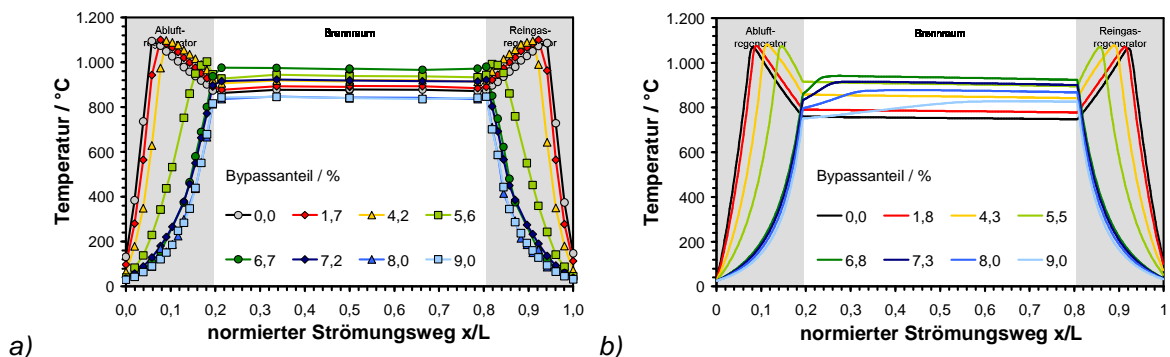 1.200
1.000
800
600
400
200
0
Temperatur / °C
Abluft-
regenerator
Brennraum
Reingas-
regenerator
Bypassanteil / %
0,0 1,7 4,2 5,6
6,7 7,2 8,0 9,0
0,0 0,1 0,2 0,3 0,4 0,5 0,6 0,7 0,8 0,9 1,0
normierter Strömungsweg x/L
a)
1.200
1.000
800
600
400
200
0
Temperatur / °C
Abluft-
regenerator
Brennraum
Reingas-
regenerator
Bypassanteil / %
0,0 1,8 4,3 5,5
6,8 7,3 8,0 9,0
0 0,1 0,2 0,3 0,4 0,5 0,6 0,7 0,8 0,9 1
normierter Strömungsweg x/L
b)